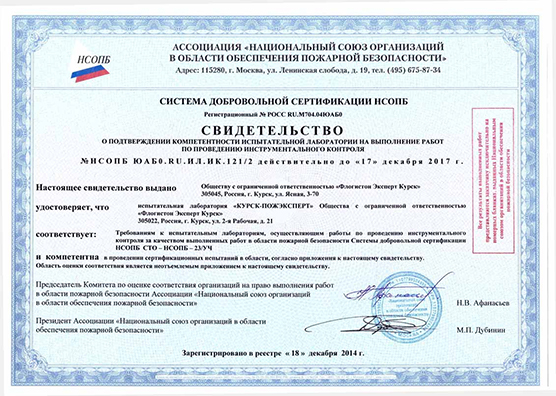 НСОПБ
АССОЦИАЦИЯ «НАЦИОНАЛЬНЫЙ СОЮЗ ОРГАНИЗАЦИЙ
В ОБЛАСТИ ОБЕСПЕЧЕНИЯ ПОЖАРНОЙ БЕЗОПАСНОСТИ»
Адрес: 115280, г. Москва, ул. Ленинская слобода, д. 19, тел. (495) 675-87-34
СИСТЕМА ДОБРОВОЛЬНОЙ СЕРТИФИКАЦИИ НСОПБ
Регистрационный № РОСС RU.М704.04ЮАБ0
СВИДЕТЕЛЬСТВО
О ПОДТВЕРЖДЕНИИ КОМПЕТЕНТНОСТИ ИСПЫТАТЕЛЬНОЙ ЛАБОРАТОРИИ НА ВЫПОЛНЕНИЕ РАБОТ
ПО ПРОВЕДЕНИЮ ИНСТРУМЕНТАЛЬНОГО КОНТРОЛЯ
№ НСОПБ ЮАБ0.RU.ИЛ.ИК.121/2 действительно до «17» декабря 2017 г.
Настоящее свидетельство выдано Обществу с ограниченной ответственностью «Флогистон Эксперт Курск»
305045, Россия, г. Курск, ул. Ясная, 3-70
удостоверяет, что испытательная лаборатория «КУРСК-ПОЖЭКСПЕРТ» Общества с ограниченной ответственностью
«Флогистон Эксперт Курск»
305022, Россия, г. Курск, ул. 2-я Рабочая, д. 21
соответствует: Требованиям к испытательным лабораториям, осуществляющим работы по проведению инструментального
контроля за качеством выполненных работ в области пожарной безопасности Системы добровольной сертификации
НСОПБ СТО –НСОПБ – 23/УЧ
и компетентна в проведении сертификационных испытаний в области, согласно приложения к настоящему свидетельству.
Область оценки соответствия является неотъемлемым приложением к настоящему свидетельству.
Председатель Комитета по оценке соответствия организаций на право выполнения работ
в области пожарной безопасности Ассоциации «Национальный союз организаций
в области обеспечения пожарной безопасности»
Н.В. Афанасьев
Президент Ассоциации «Национальный союз организаций в области
обеспечения пожарной безопасности»
М.П. Дубинин
Зарегистрировано в реестре « 18 » декабря 2014 г.
Все результаты выполненных работ
представляются заказчику исключительно на
номерных бланках, выданных Национальным
союзом организаций в области обеспечения
пожарной безопасности